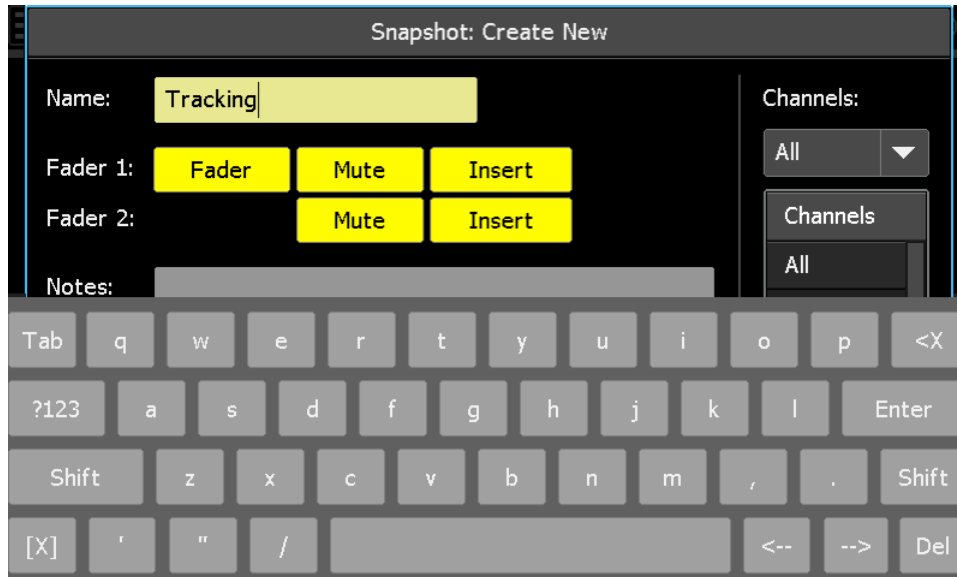 Snapshot: Create New
Name: Tracking Channels:
All
Fader 1: Fader Mute Insert
Fader 2: Mute Insert
Channels
All
Notes:
Tab q w e r t y u i o p <X
?123 a s d f g h j k l Enter
Shift z x c v b n m , . Shift
[X] ' " / <-- --> Del